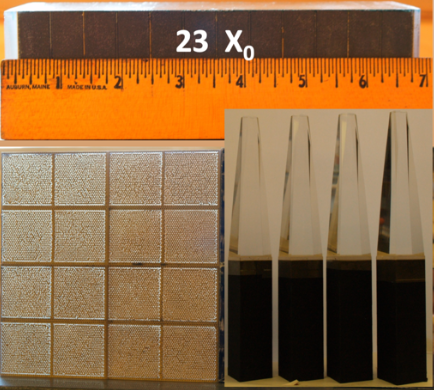 23 X₀
1 2 3 4 5 6 7
AUBURN, MAINE MADE IN U.S.A.